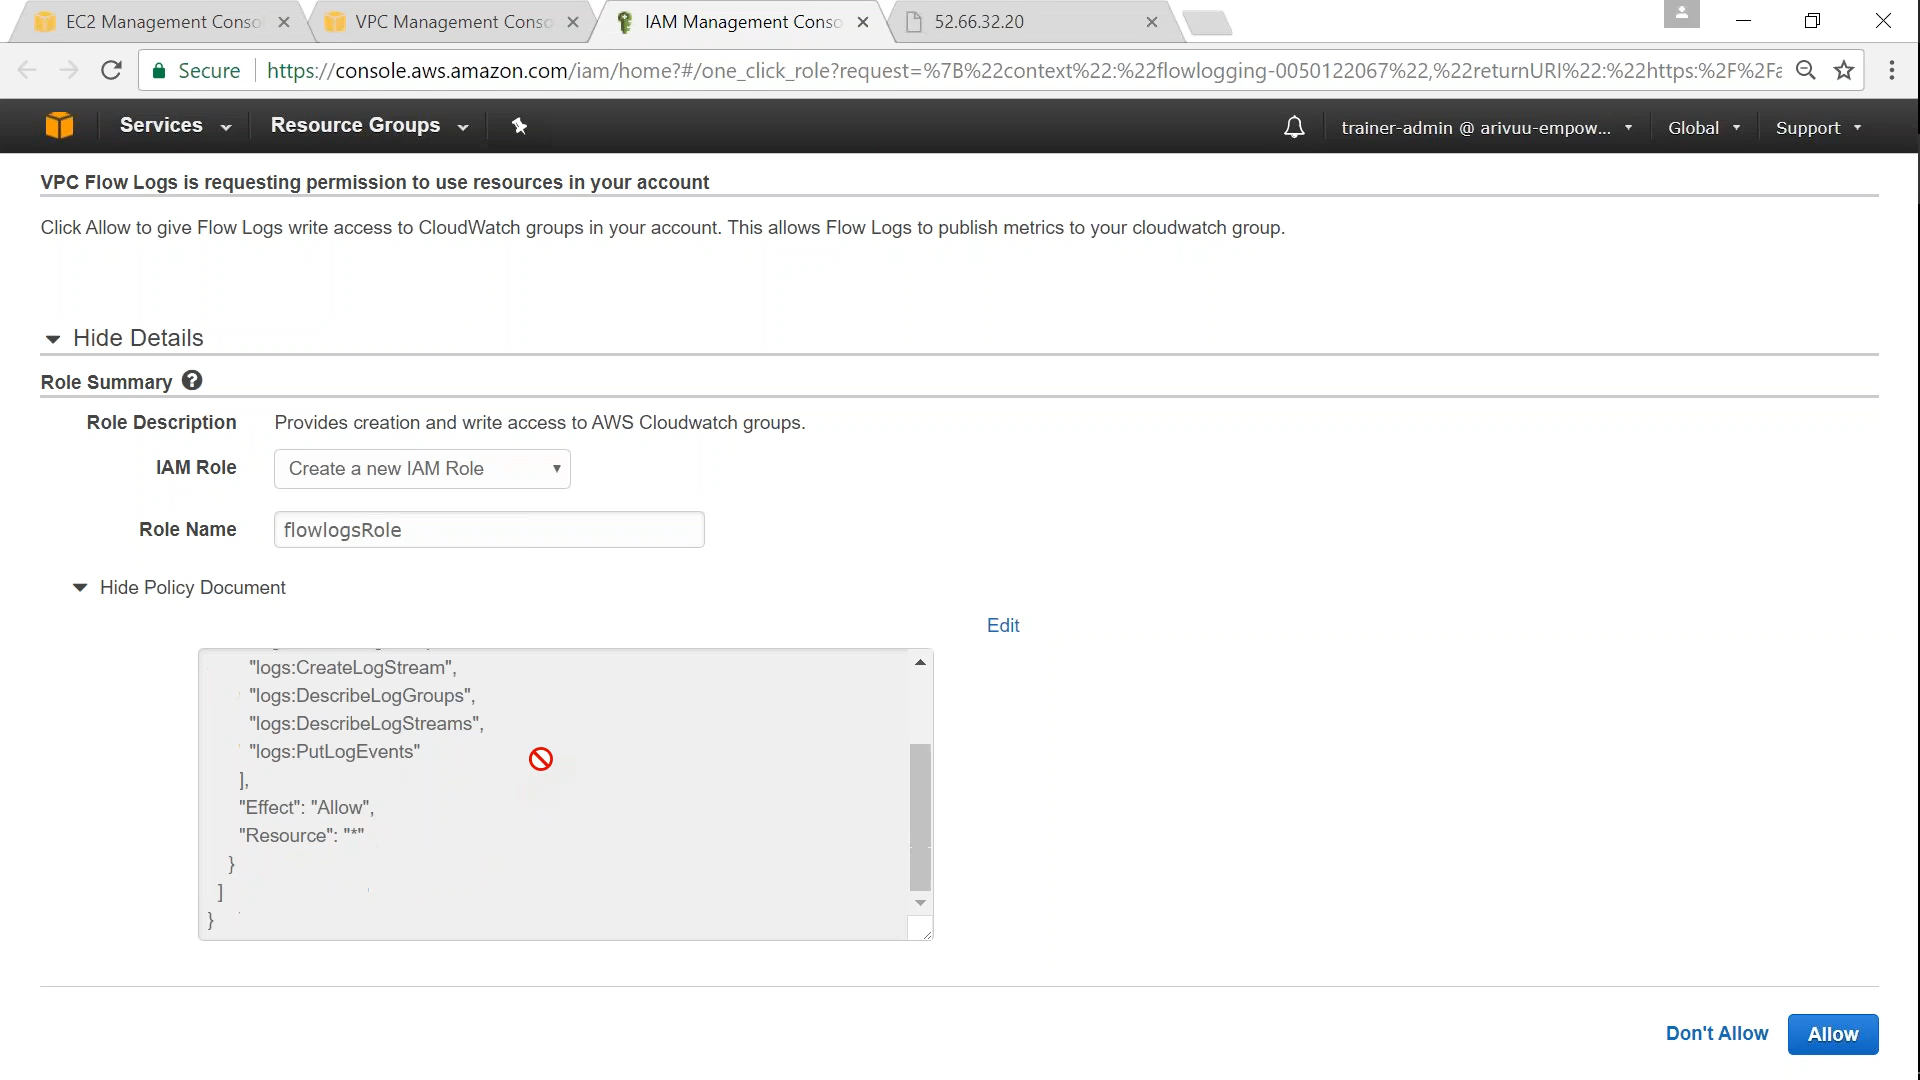 EC2 Management Conso
VPC Management Conso
IAM Management Conso
52.66.32.20
Secure
https://console.aws.amazon.com/iam/home?#/one_click_role?request=%7B%22context%22:%22flowlogging-0050122067%22,%22returnURI%22:%22https:%2F%2Fa
Services
Resource Groups
trainer-admin @ arivuu-empow...
Global
Support
VPC Flow Logs is requesting permission to use resources in your account
Click Allow to give Flow Logs write access to CloudWatch groups in your account. This allows Flow Logs to publish metrics to your cloudwatch group.
Hide Details
Role Summary ?
Role Description Provides creation and write access to AWS Cloudwatch groups.
IAM Role Create a new IAM Role
Role Name flowlogsRole
Hide Policy Document
Edit
"logs:CreateLogStream",
"logs:DescribeLogGroups",
"logs:DescribeLogStreams",
"logs:PutLogEvents"
],
"Effect": "Allow",
"Resource": "*"
}
]
}
Don't Allow
Allow